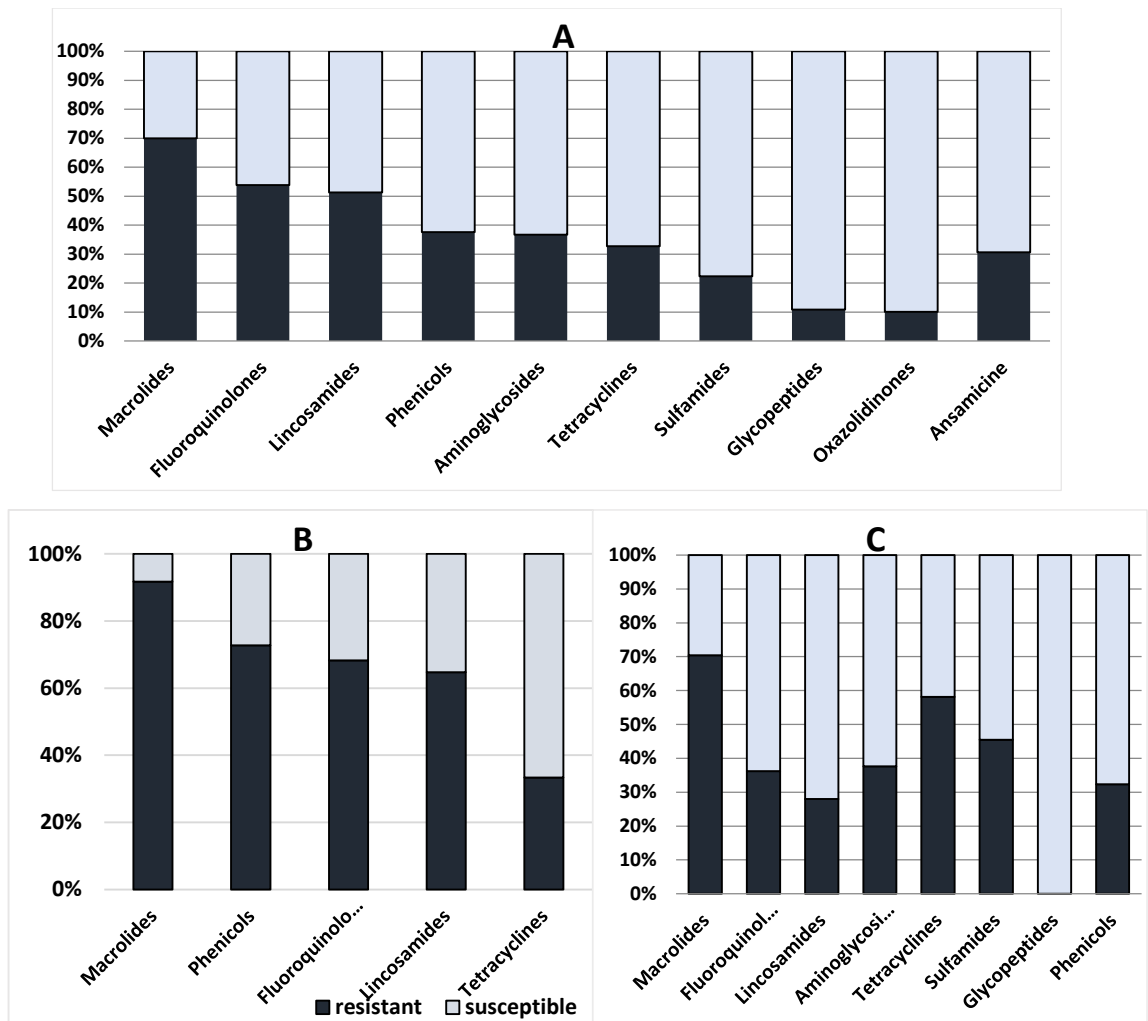 A
100%
90%
80%
70%
60%
50%
40%
30%
20%
10%
0%
Macrolides
Fluoroquinolones
Lincosamides
Phenicols
Aminoglycosides
Tetracyclines
Sulfamides
Glycopeptides
Oxazolidinones
Ansamicine
B
100%
80%
60%
40%
20%
0%
Macrolides
Phenicols
Fluoroquinolo...
Lincosamides
Tetracyclines
resistant susceptible
C
100%
90%
80%
70%
60%
50%
40%
30%
20%
10%
0%
Macrolides
Fluoroquinol...
Lincosamides
Aminoglycosi...
Tetracyclines
Sulfamides
Glycopeptides
Phenicols